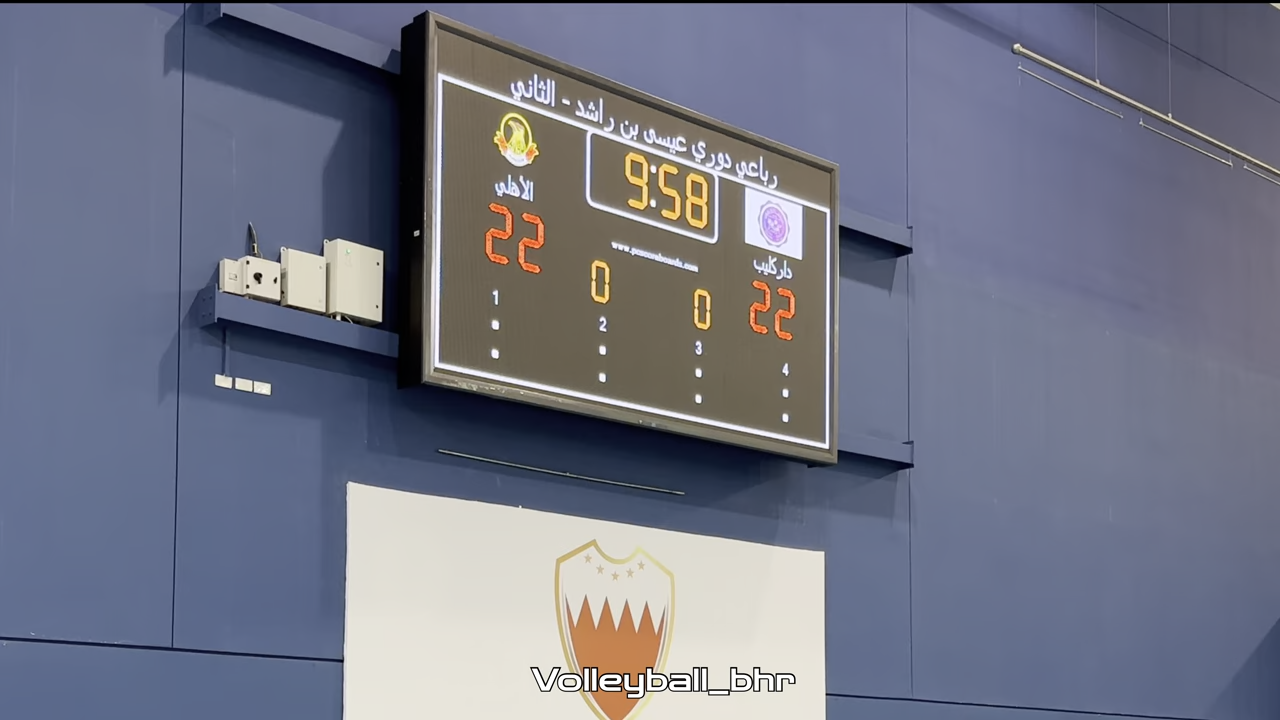 رباعي دوري عيسى بن راشد - الثاني
9:58
الأهلي
داركليب
22
22
0
0
1
2
3
4
Volleyball_bhr